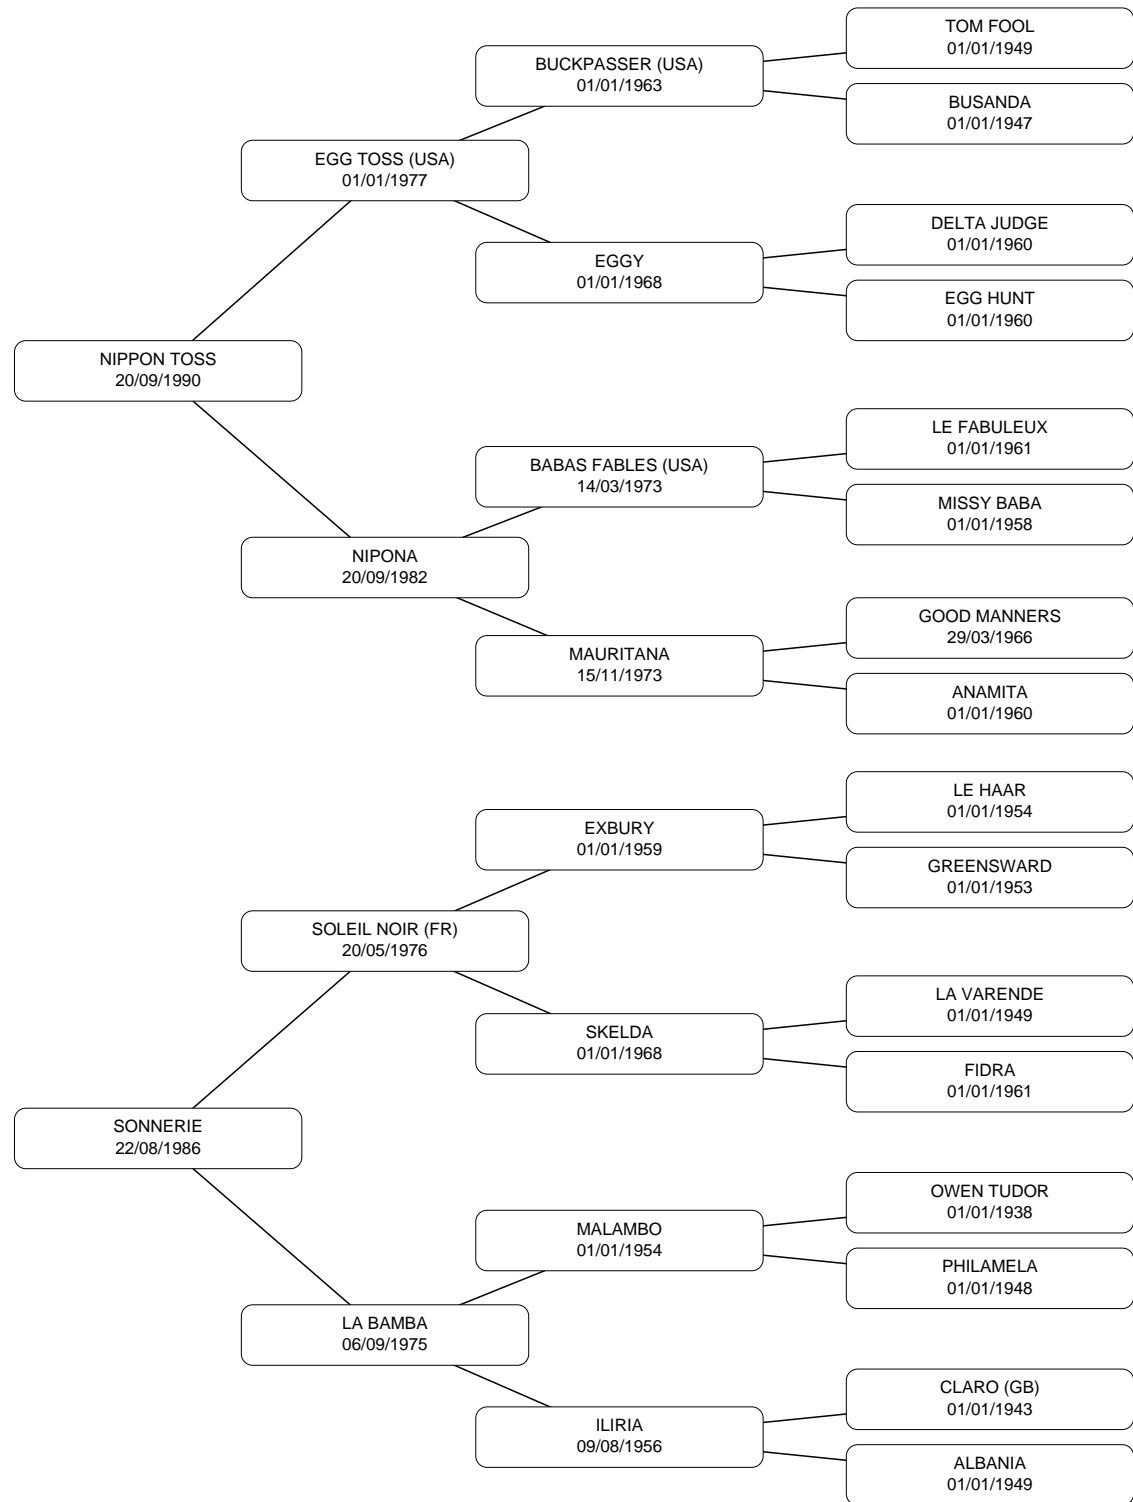 TOM FOOL
01/01/1949
BUCKPASSER (USA)
01/01/1963
BUSANDA
01/01/1947
EGG TOSS (USA)
01/01/1977
DELTA JUDGE
01/01/1960
EGGY
01/01/1968
EGG HUNT
01/01/1960
NIPPON TOSS
20/09/1990
LE FABULEUX
01/01/1961
BABAS FABLES (USA)
14/03/1973
MISSY BABA
01/01/1958
NIPONA
20/09/1982
GOOD MANNERS
29/03/1966
MAURITANA
15/11/1973
ANAMITA
01/01/1960
LE HAAR
01/01/1954
EXBURY
01/01/1959
GREENSWARD
01/01/1953
SOLEIL NOIR (FR)
20/05/1976
LA VARENDE
01/01/1949
SKELDA
01/01/1968
FIDRA
01/01/1961
SONNERIE
22/08/1986
OWEN TUDOR
01/01/1938
MALAMBO
01/01/1954
PHILAMELA
01/01/1948
LA BAMBA
06/09/1975
CLARO (GB)
01/01/1943
ILIRIA
09/08/1956
ALBANIA
01/01/1949